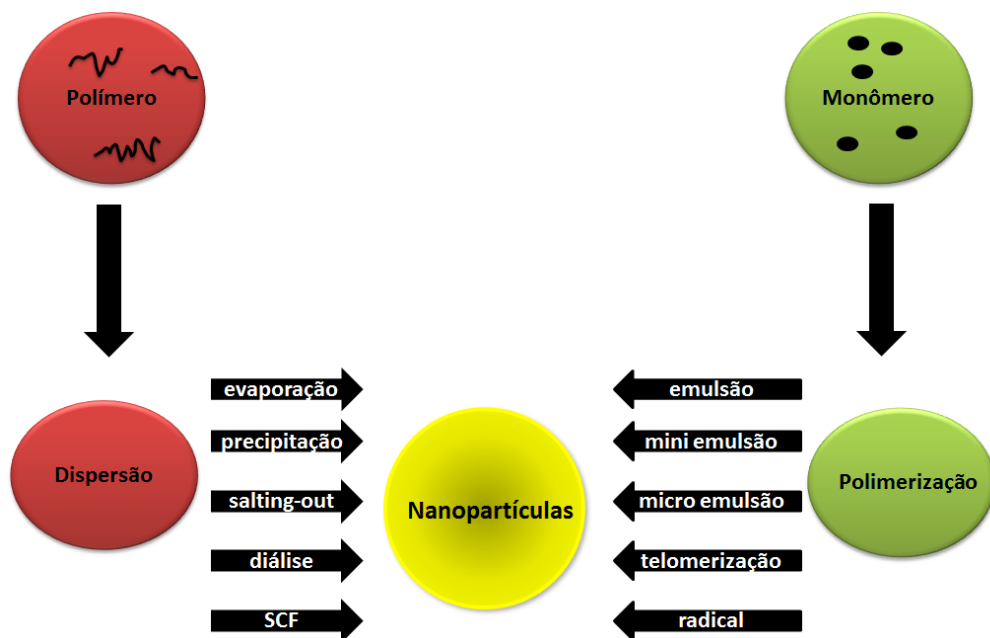 Polímero
Monômero
evaporação
emulsão
precipitação
mini emulsão
Dispersão
Polimerização
salting-out
Nanopartículas
micro emulsão
diálise
telomerização
SCF
radical